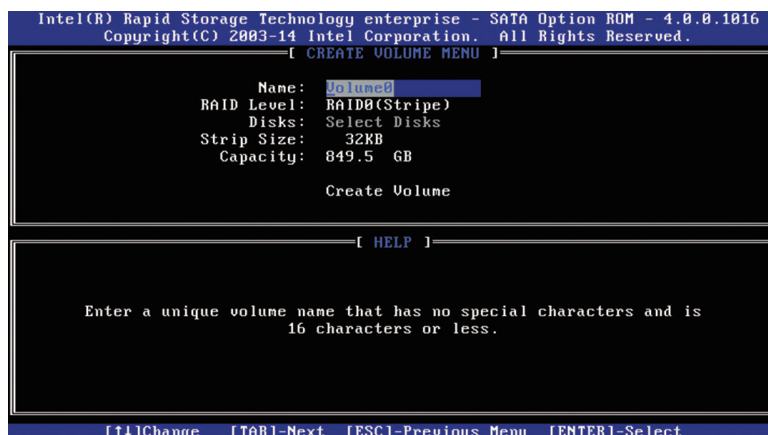 Intel(R) Rapid Storage Technology enterprise - SATA Option ROM - 4.0.0.1016
Copyright(C) 2003-14 Intel Corporation. All Rights Reserved.
[ CREATE VOLUME MENU ]
Name: Volume0
RAID Level: RAID0(Stripe)
Disks: Select Disks
Strip Size: 32KB
Capacity: 849.5 GB
Create Volume
[ HELP ]
Enter a unique volume name that has no special characters and is
16 characters or less.
[↑↓]Change [TAB]-Next [ESC]-Previous Menu [ENTER]-Select